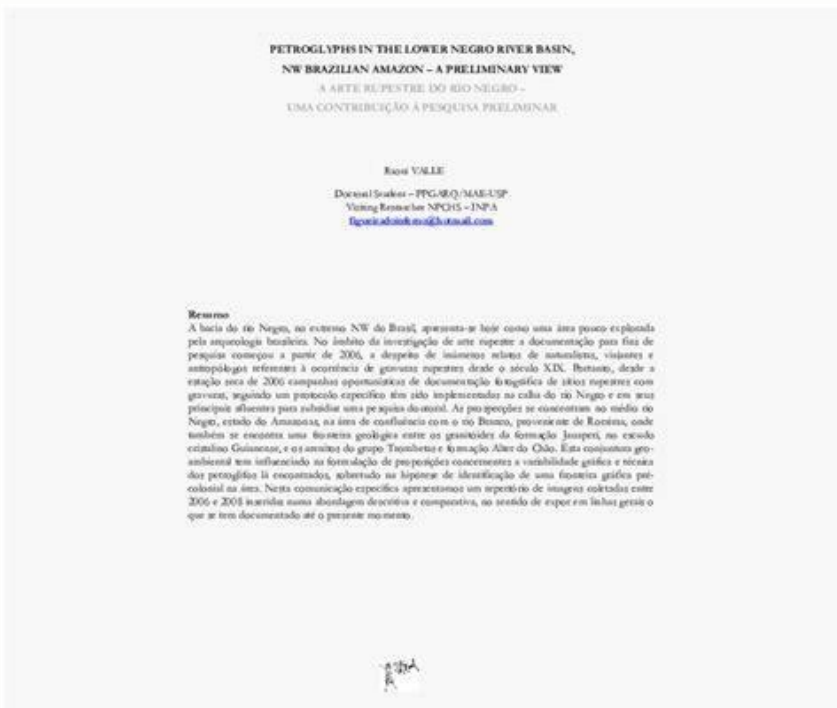 PETROGLYPHS IN THE LOWER NEGRO RIVER BASIN,
NW BRAZILIAN AMAZON – A PRELIMINARY VIEW
A ARTE RUPESTRE DO RIO NEGRO –
UMA CONTRIBUIÇÃO À PESQUISA PRELIMINAR
Raoni VALLE
Doctoral Student – PPGARQ/MAE-USP
Visiting Researcher NPCHS – INPA
Resumo
A bacia do rio Negro, no extremo NW do Brasil, apresenta-se hoje como uma área pouco explorada
pela arqueologia brasileira. No âmbito da investigação de arte rupestre a documentação para fins de
pesquisa começou a partir de 2006, a despeito de inúmeros relatos de naturalistas, viajantes e
antropólogos referentes à ocorrência de gravuras rupestres desde o século XIX. Portanto, desde a
estação seca de 2006 campanhas oportunísticas de documentação fotográfica de sítios rupestres com
gravuras, seguindo um protocolo específico têm sido implementadas na calha do rio Negro e em seus
principais afluentes para subsidiar uma pesquisa doutoral. As prospecções se concentram no médio rio
Negro, estado do Amazonas, na área de confluência com o rio Branco, proveniente de Roraima, onde
também se encontra uma fronteira geológica entre os granitoides da formação Jauaperi, no escudo
cristalino Guianense, e os arenitos do grupo Trombetas e formação Alter do Chão. Esta conjuntura geo-
ambiental tem influenciado na formulação de proposições concernentes a variabilidade gráfica e técnica
dos petroglifos lá encontrados, sobretudo na hipótese de identificação de uma fronteira gráfica pré-
colonial na área. Nesta comunicação específica apresentamos um repertório de imagens coletadas entre
2006 e 2008 inseridas numa abordagem descritiva e comparativa, no sentido de expor em linhas gerais o
que se tem documentado até o presente momento.